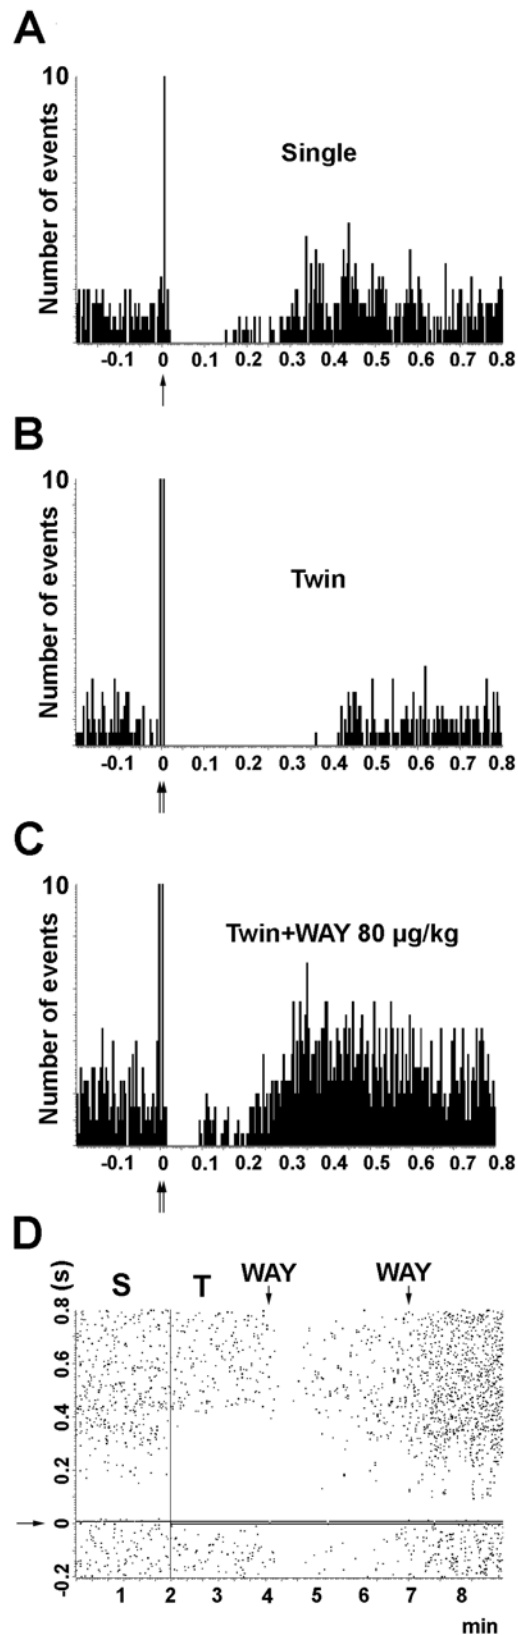 A
10
Number of events
Single
-0.1 0 0.1 0.2 0.3 0.4 0.5 0.6 0.7 0.8
B
10
Number of events
Twin
-0.1 0 0.1 0.2 0.3 0.4 0.5 0.6 0.7 0.8
C
10
Number of events
Twin+WAY 80 µg/kg
-0.1 0 0.1 0.2 0.3 0.4 0.5 0.6 0.7 0.8
D
S T WAY WAY
-0.2 0 0.2 0.4 0.6 0.8 (s)
1 2 3 4 5 6 7 8
min